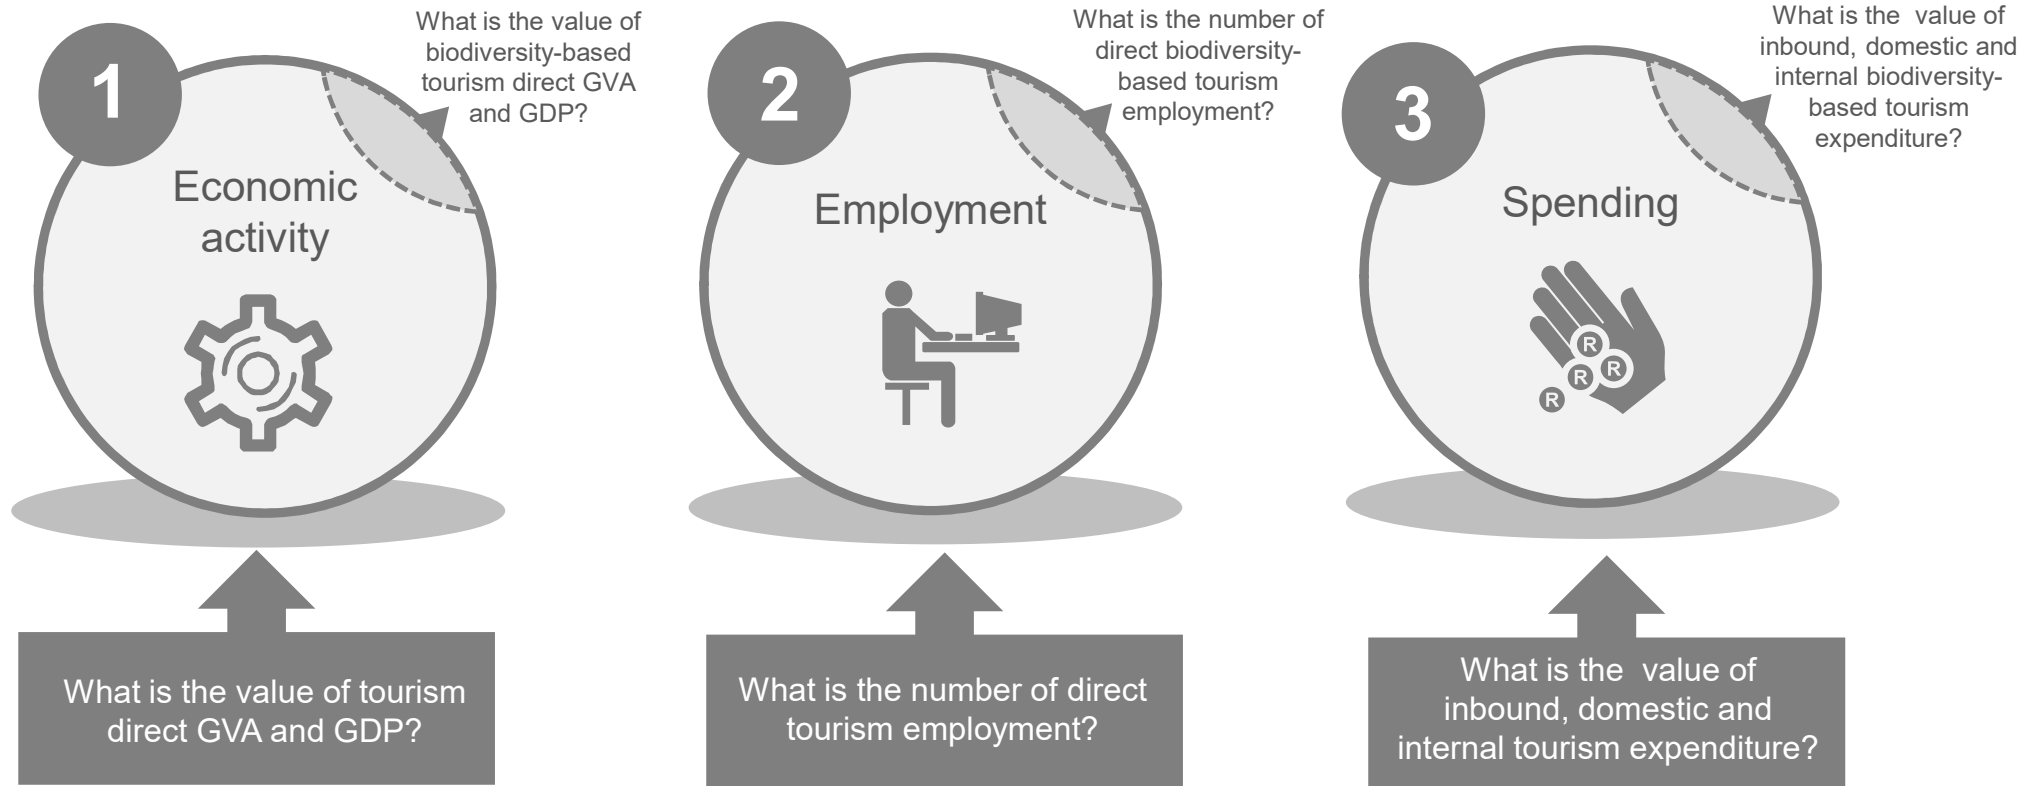 1
What is the value of
biodiversity-based
tourism direct GVA
and GDP?
Economic
activity
What is the value of tourism
direct GVA and GDP?
2
What is the number of
direct biodiversity-
based tourism
employment?
Employment
What is the number of direct
tourism employment?
3
What is the value of
inbound, domestic and
internal biodiversity-
based tourism
expenditure?
Spending
R
R
R
R
What is the value of
inbound, domestic and
internal tourism expenditure?